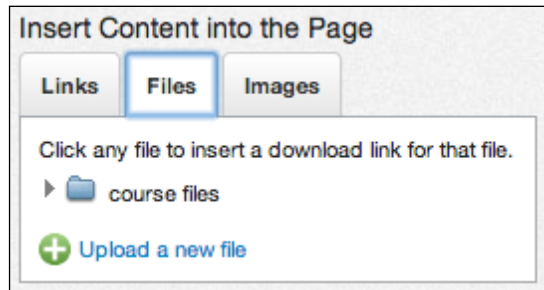 Insert Content into the Page
Links Files Images
Click any file to insert a download link for that file.
course files
Upload a new file